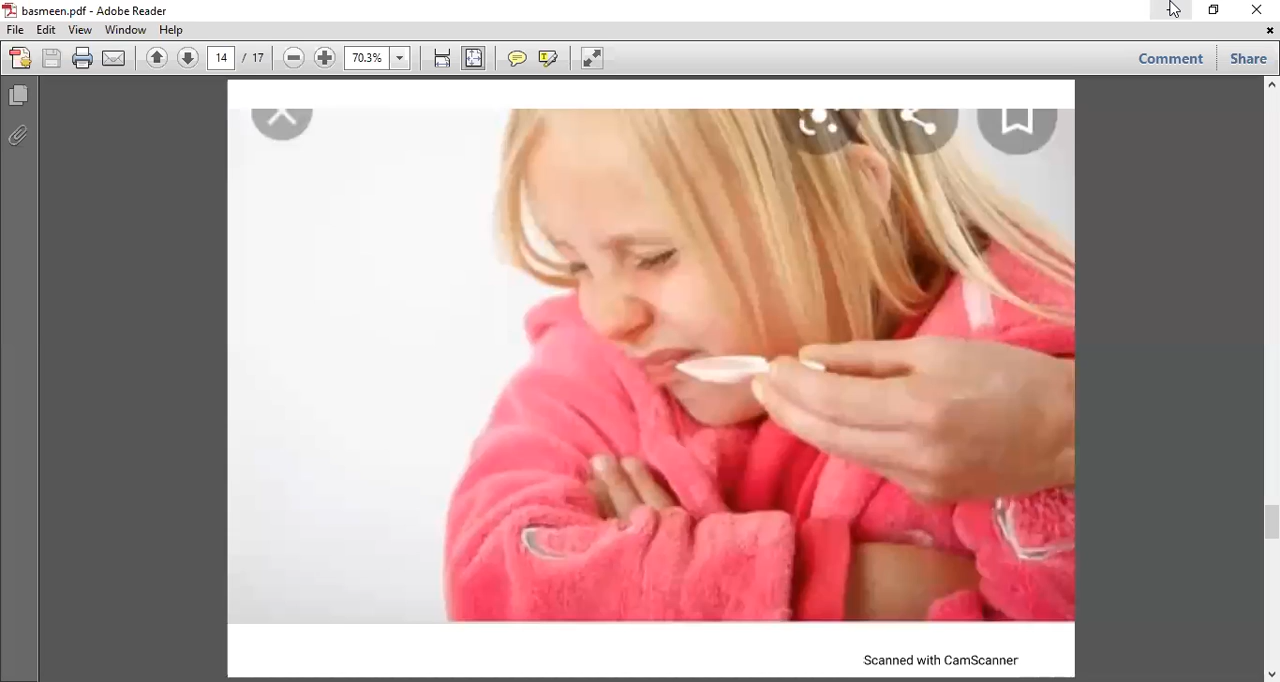 basmeen.pdf - Adobe Reader
File Edit View Window Help
14 / 17 70.3% Comment Share
Scanned with CamScanner